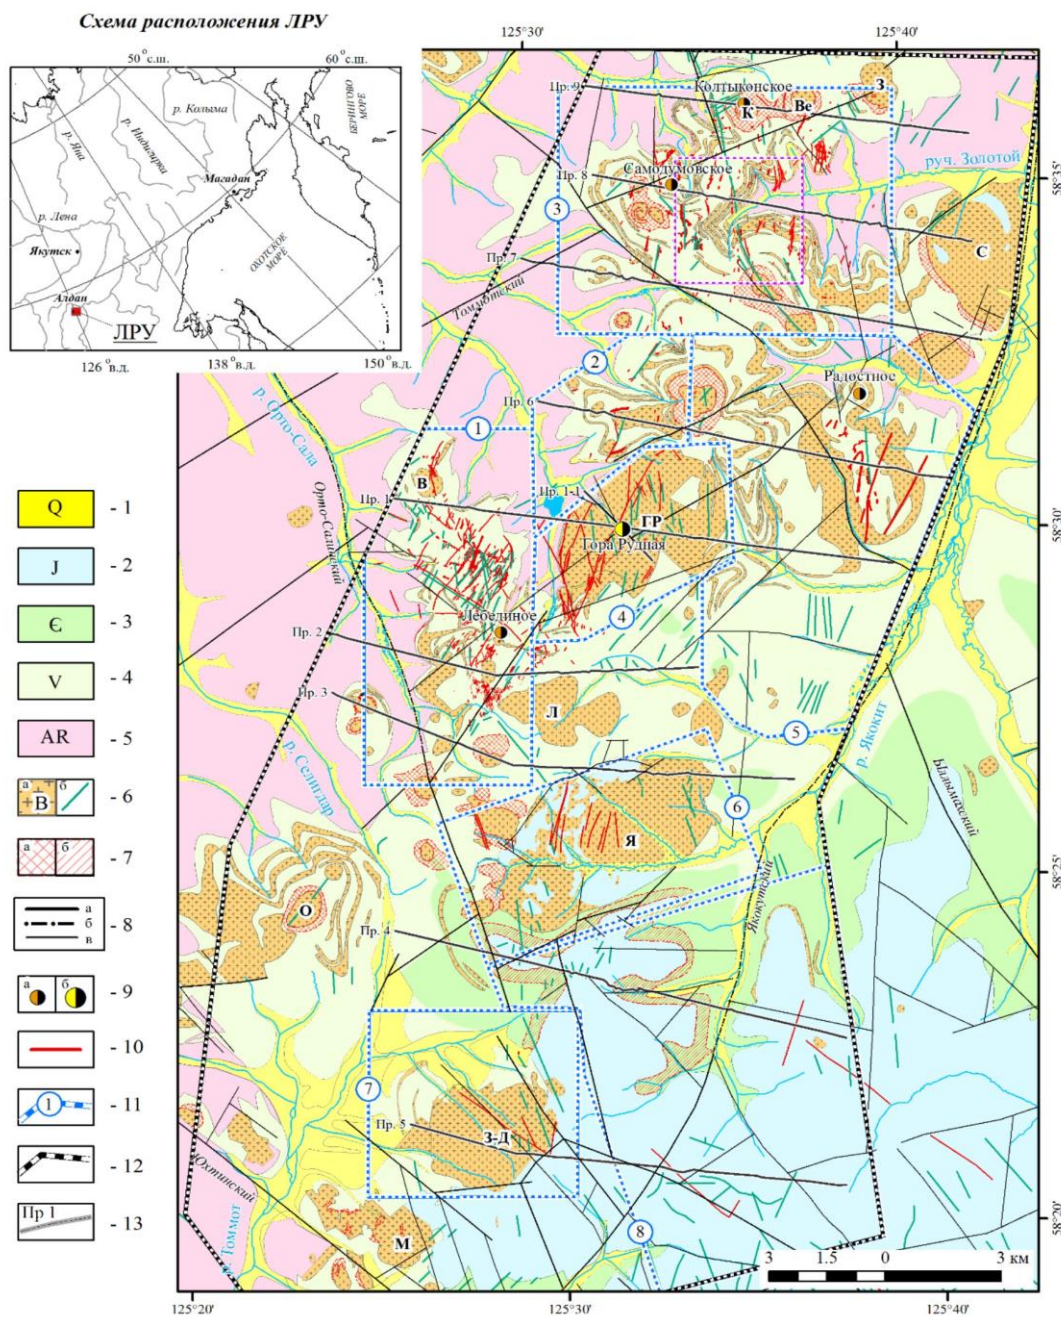 Схема расположения ЛРУ
50°с.ш.
60°с.ш.
р. Яна
р. Индигирка
р. Колыма
БЕРИНГОВО МОРЕ
Магадан
р. Лена
Якутск
ОХОТСКОЕ МОРЕ
Алдан
ЛРУ
126°в.д.
138°в.д.
150°в.д.
125°30'
125°40'
Пр. 9
Колтыконское
К
Ве
З
руч. Золотой
58°35'
Пр. 8
Самодумовское
3
С
Пр. 7
Томмотский
2
Радостное
р. Орто-Сала
Пр. 6
1
В
Орто-Салинский
Пр. 1
Пр. 1-1
ГР
Гора Рудная
58°30'
Лебединое
4
Пр. 2
Пр. 3
Л
5
р. Якокит
р. Селигдар
6
Ыллымахский
Я
58°25'
О
Якокутский
Пр. 4
7
Пр. 5
З-Д
Юхтинский
р. Томмот
М
8
58°20'
3 1.5 0 3 км
125°20'
125°30'
125°40'
Q - 1
J - 2
Є - 3
V - 4
AR - 5
а В б - 6
а б - 7
а
б
в
- 8
а б - 9
- 10
1 - 11
- 12
Пр 1 - 13